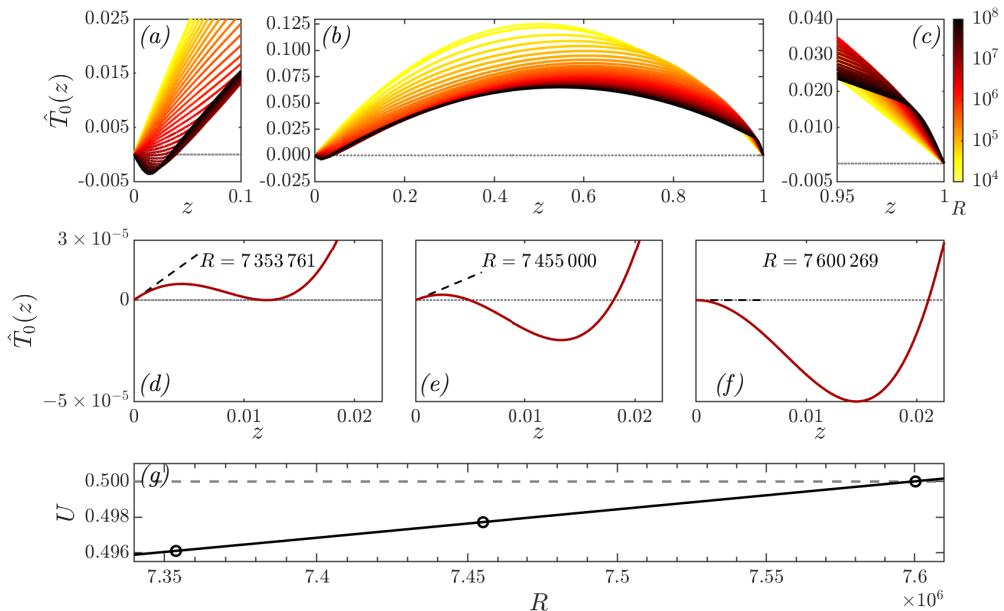 (a)
(b)
(c)
T̂₀(z)
0.025
0.015
0.005
-0.005
0
0.1
z
0.125
0.100
0.075
0.050
0.025
0.000
-0.025
0
0.2
0.4
0.6
0.8
1
z
0.040
0.030
0.020
0.010
-0.005
0.95
1
z
10⁸
10⁷
10⁶
10⁵
10⁴
R
T̂₀(z)
3 × 10⁻⁵
0
−5 × 10⁻⁵
R = 7 353 761
(d)
0
0.01
0.02
z
R = 7 455 000
(e)
0
0.01
0.02
z
R = 7 600 269
(f)
0
0.01
0.02
z
(g)
U
0.500
0.498
0.496
7.35
7.4
7.45
7.5
7.55
7.6
×10⁶
R